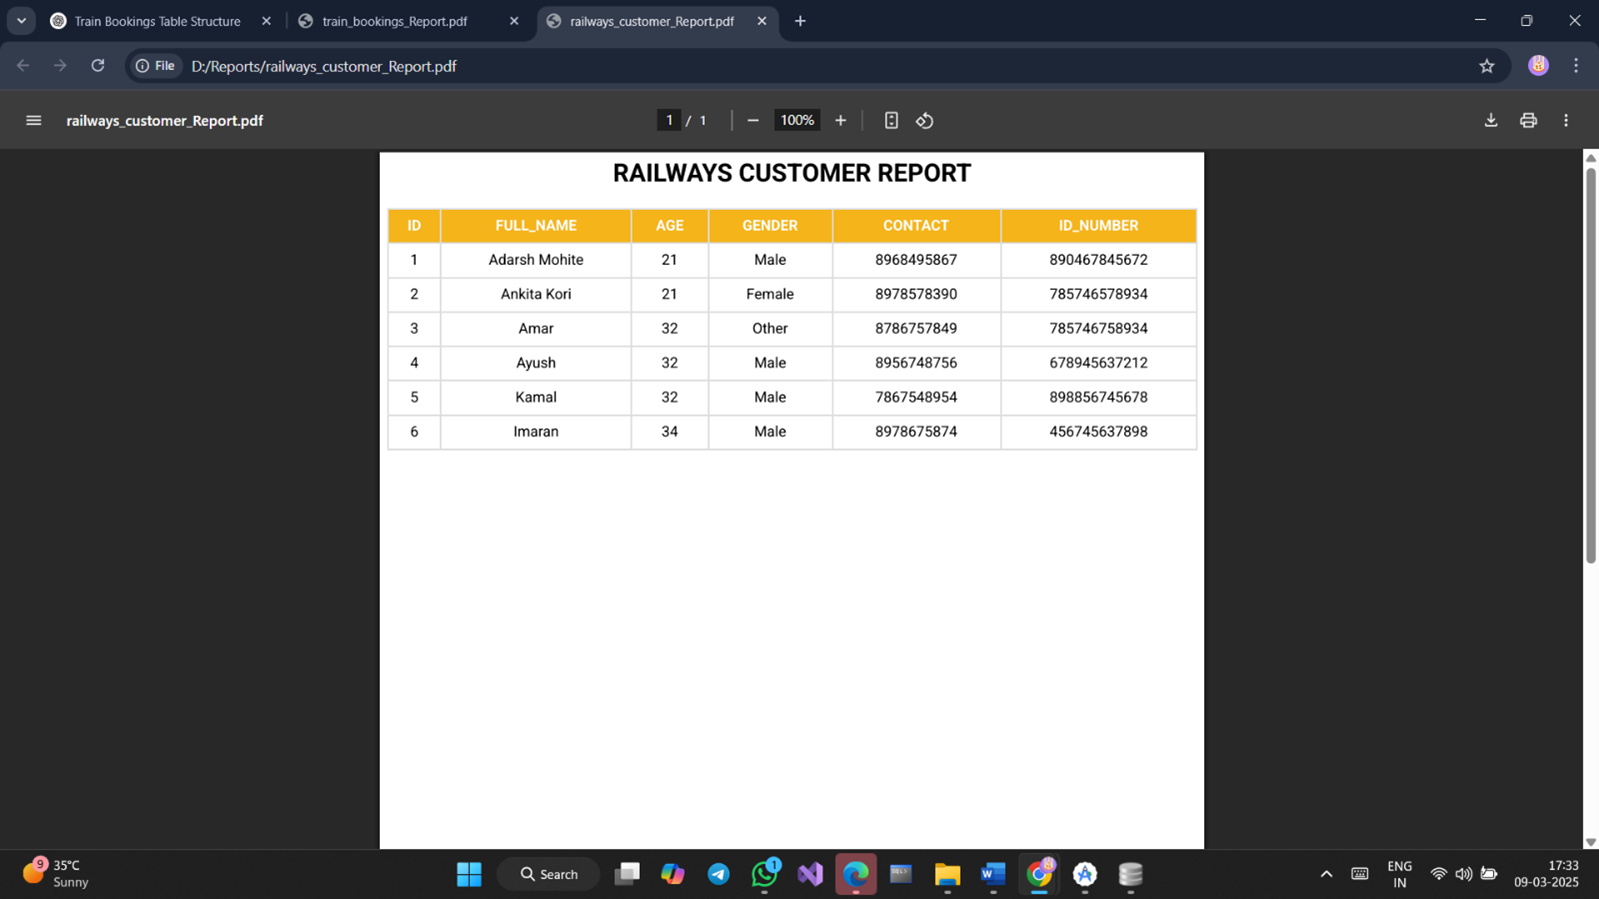 Train Bookings Table Structure
train_bookings_Report.pdf
railways_customer_Report.pdf
File D:/Reports/railways_customer_Report.pdf
railways_customer_Report.pdf
1 / 1
100%
RAILWAYS CUSTOMER REPORT
ID FULL_NAME AGE GENDER CONTACT ID_NUMBER
1 Adarsh Mohite 21 Male 8968495867 890467845672
2 Ankita Kori 21 Female 8978578390 785746578934
3 Amar 32 Other 8786757849 785746758934
4 Ayush 32 Male 8956748756 678945637212
5 Kamal 32 Male 7867548954 898856745678
6 Imaran 34 Male 8978675874 456745637898
9
35°C
Sunny
Search
1
W
ENG
IN
17:33
09-03-2025